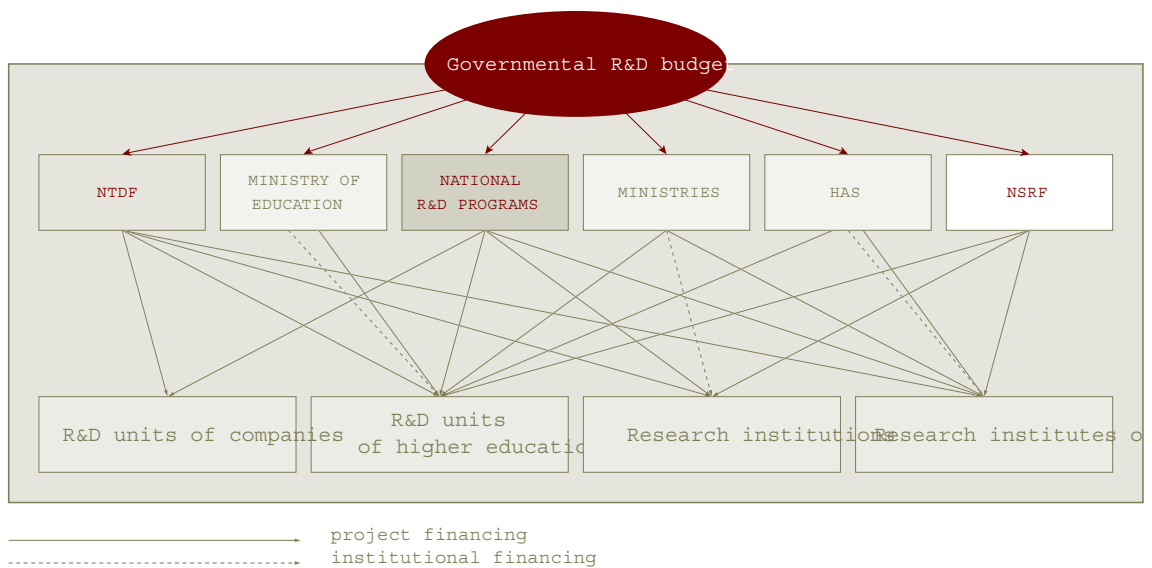 Governmental R&D budget
NTDF
MINISTRY OF
EDUCATION
NATIONAL
R&D PROGRAMS
MINISTRIES
HAS
NSRF
R&D units of companies
R&D units
of higher educatio
Research institutions
Research institutes o
project financing
institutional financing